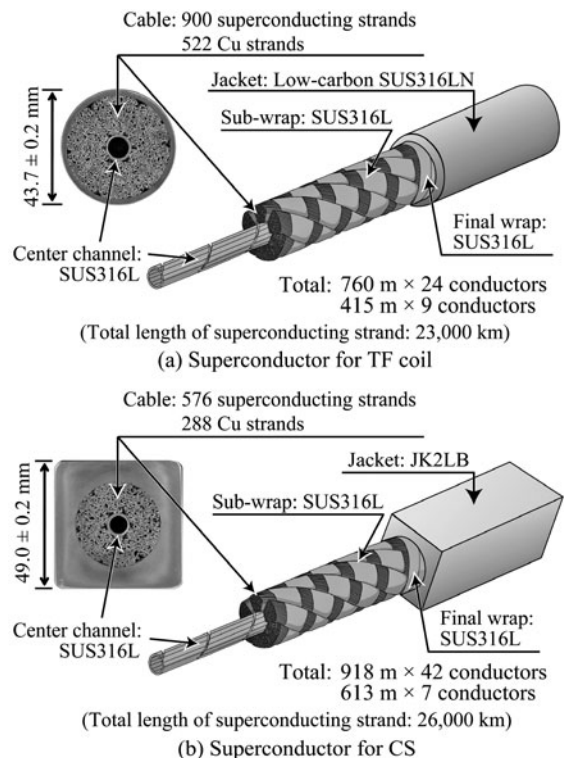 Cable: 900 superconducting strands
522 Cu strands
Jacket: Low-carbon SUS316LN
Sub-wrap: SUS316L
43.7 ± 0.2 mm
Center channel:
SUS316L
Final wrap:
SUS316L
Total: 760 m × 24 conductors
415 m × 9 conductors
(Total length of superconducting strand: 23,000 km)
(a) Superconductor for TF coil
Cable: 576 superconducting strands
288 Cu strands
Jacket: JK2LB
Sub-wrap: SUS316L
49.0 ± 0.2 mm
Center channel:
SUS316L
Final wrap:
SUS316L
Total: 918 m × 42 conductors
613 m × 7 conductors
(Total length of superconducting strand: 26,000 km)
(b) Superconductor for CS